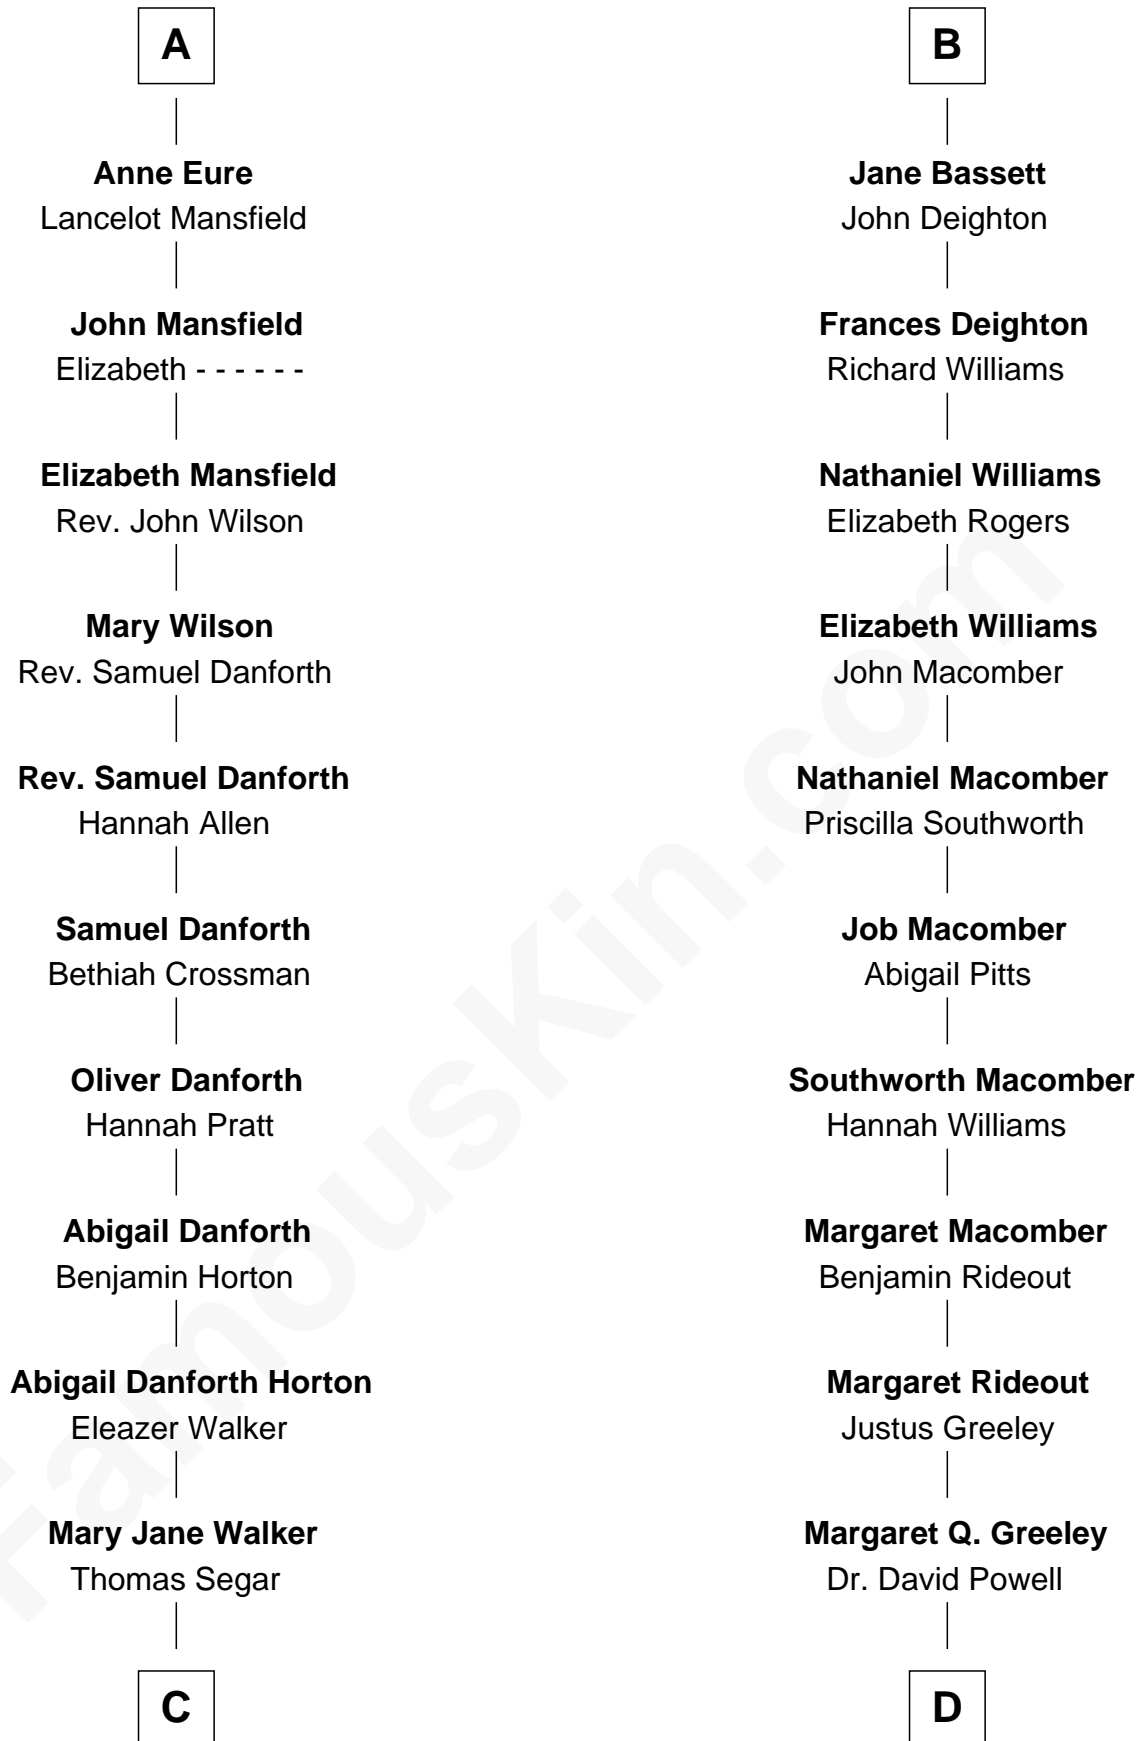 A
Anne Eure
Lancelot Mansfield
John Mansfield
Elizabeth - - - - - -
Elizabeth Mansfield
Rev. John Wilson
Mary Wilson
Rev. Samuel Danforth
Rev. Samuel Danforth
Hannah Allen
Samuel Danforth
Bethiah Crossman
Oliver Danforth
Hannah Pratt
Abigail Danforth
Benjamin Horton
Abigail Danforth Horton
Eleazer Walker
Mary Jane Walker
Thomas Segar
C
B
Jane Bassett
John Deighton
Frances Deighton
Richard Williams
Nathaniel Williams
Elizabeth Rogers
Elizabeth Williams
John Macomber
Nathaniel Macomber
Priscilla Southworth
Job Macomber
Abigail Pitts
Southworth Macomber
Hannah Williams
Margaret Macomber
Benjamin Rideout
Margaret Rideout
Justus Greeley
Margaret Q. Greeley
Dr. David Powell
D
FamousKin.com